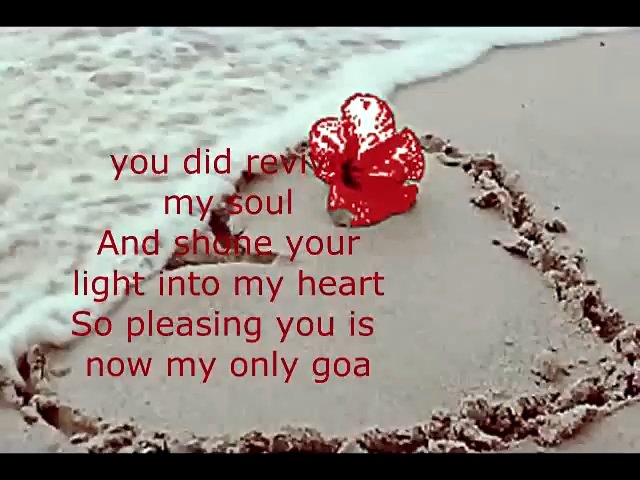 you did reviv
my soul
And shone your
light into my heart
So pleasing you is
now my only goa